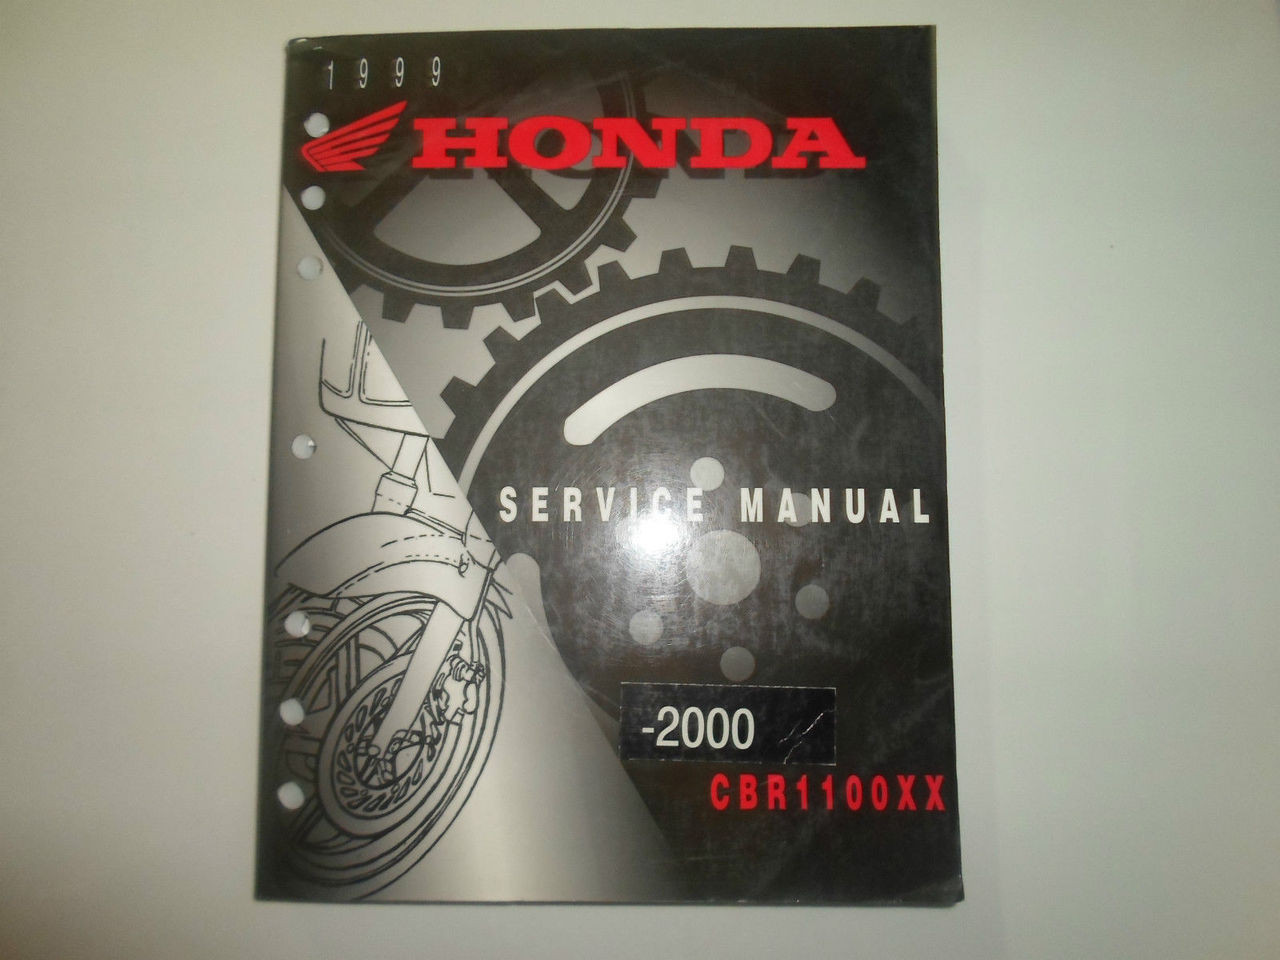 1999
HONDA
SERVICE MANUAL
-2000
CBR1100XX